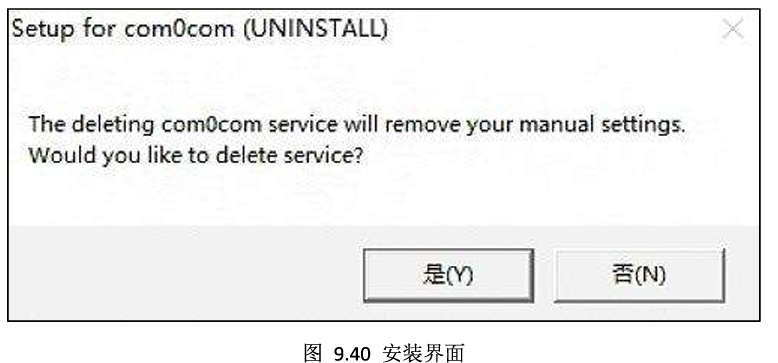 Setup for com0com (UNINSTALL)
The deleting com0com service will remove your manual settings.
Would you like to delete service?
是(Y)
否(N)
图 9.40 安装界面